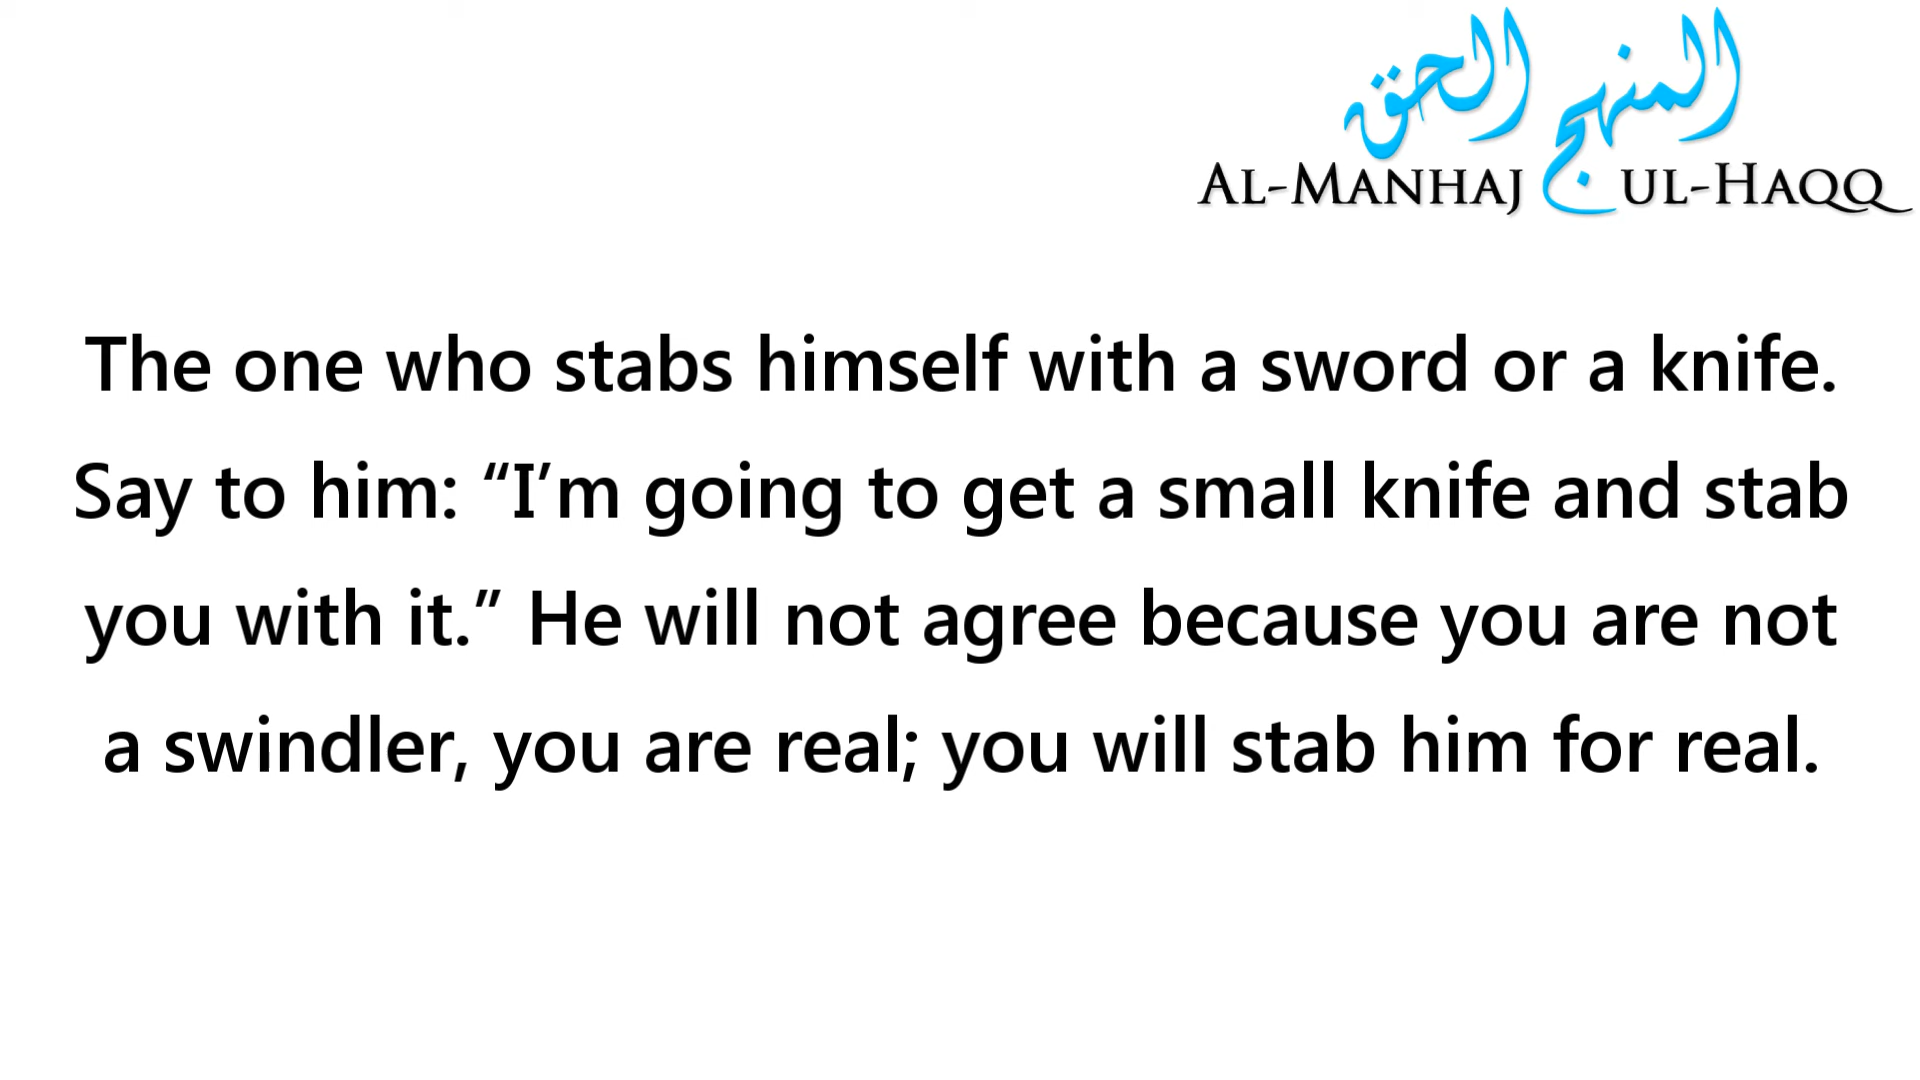 المنهج الحق
AL-MANHAJ UL-HAQQ
The one who stabs himself with a sword or a knife.
Say to him: “I’m going to get a small knife and stab
you with it.” He will not agree because you are not
a swindler, you are real; you will stab him for real.